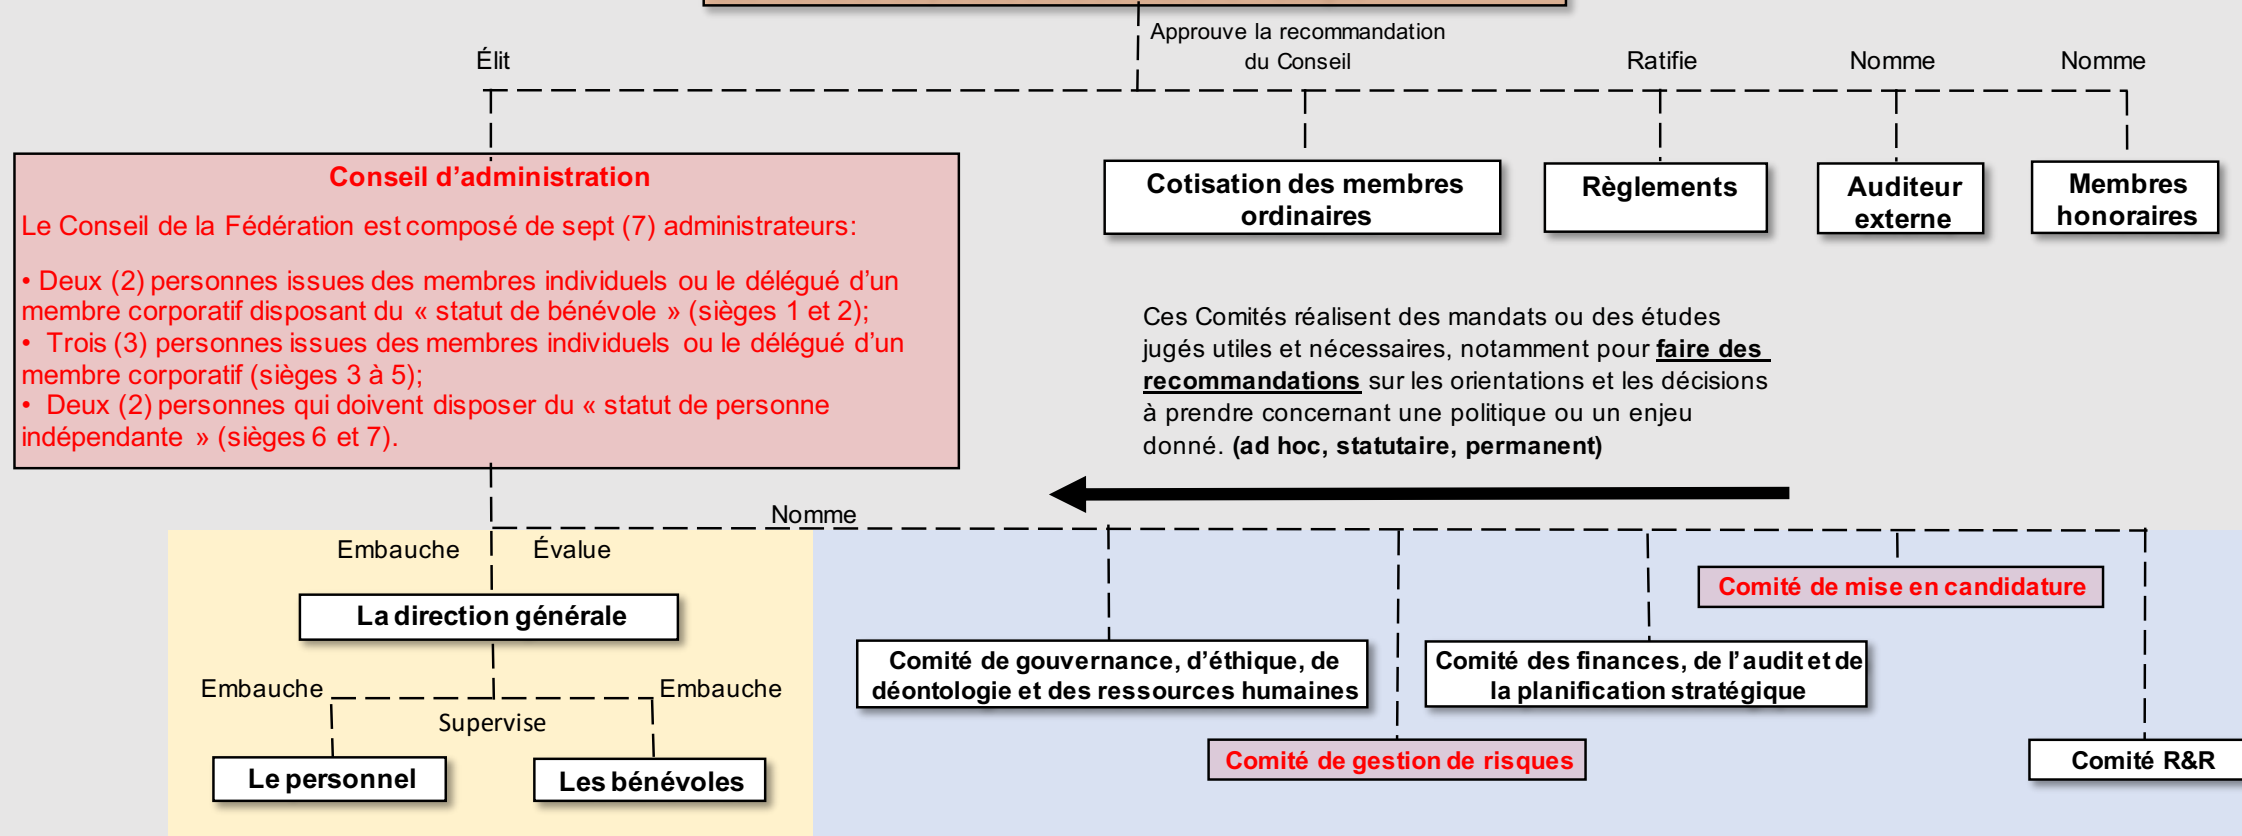 Approuve la recommandation
du Conseil
Élit
Ratifie
Nomme
Nomme
Conseil d’administration
Le Conseil de la Fédération est composé de sept (7) administrateurs:
• Deux (2) personnes issues des membres individuels ou le délégué d’un
membre corporatif disposant du « statut de bénévole » (sièges 1 et 2);
• Trois (3) personnes issues des membres individuels ou le délégué d’un
membre corporatif (sièges 3 à 5);
• Deux (2) personnes qui doivent disposer du « statut de personne
indépendante » (sièges 6 et 7).
Cotisation des membres
ordinaires
Règlements
Auditeur
externe
Membres
honoraires
Ces Comités réalisent des mandats ou des études
jugés utiles et nécessaires, notamment pour faire des
recommandations sur les orientations et les décisions
à prendre concernant une politique ou un enjeu
donné. (ad hoc, statutaire, permanent)
Nomme
Embauche
Évalue
La direction générale
Embauche
Embauche
Supervise
Le personnel
Les bénévoles
Comité de mise en candidature
Comité de gouvernance, d’éthique, de
déontologie et des ressources humaines
Comité des finances, de l’audit et de
la planification stratégique
Comité de gestion de risques
Comité R&R